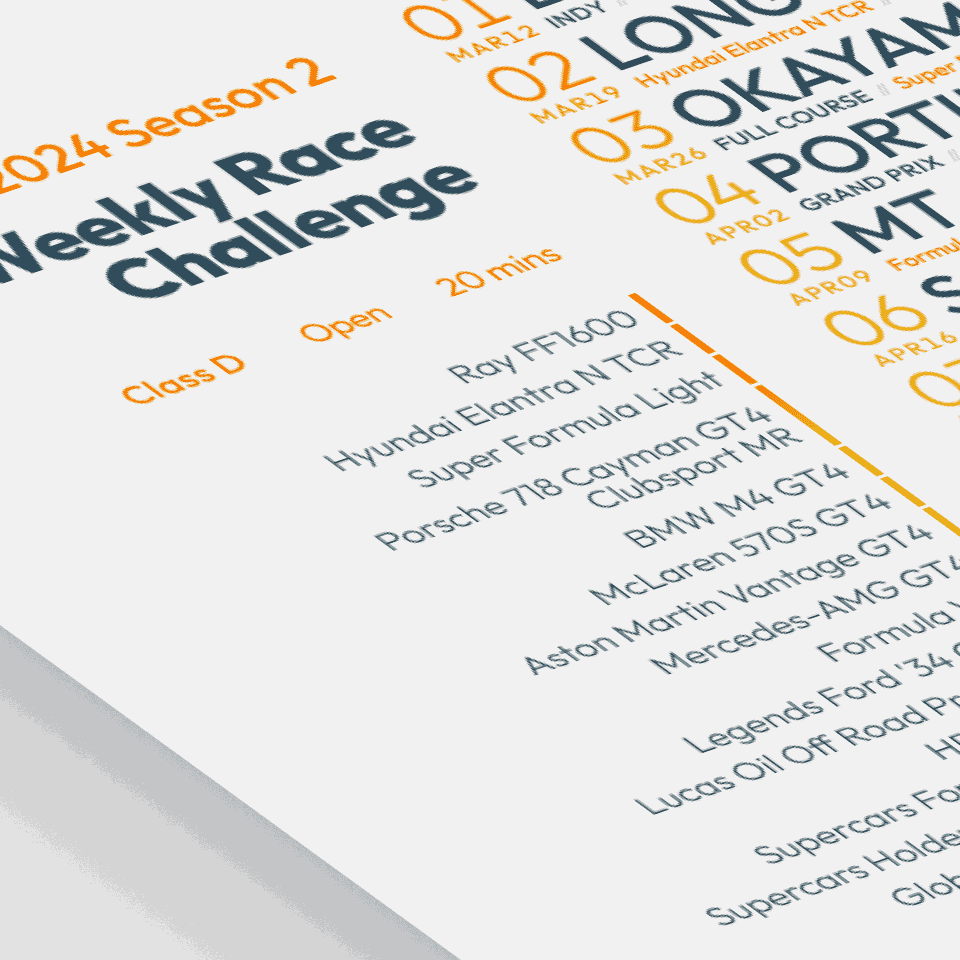 2024 Season 2
Weekly Race
Challenge
Class D Open 20 mins
Ray FF1600
Hyundai Elantra N TCR
Super Formula Light
Porsche 718 Cayman GT4
Clubsport MR
BMW M4 GT4
McLaren 570S GT4
Aston Martin Vantage GT4
Mercedes-AMG GT4
Formula
Legends Ford '34
Lucas Oil Off Road
Supercars
Supercars
01
MAR12 INDY //
02 LONG
MAR19 Hyundai Elantra N TCR //
03 OKAYAM
MAR26 FULL COURSE // Super
04
APR02 GRAND PRIX //
05 MT
APR09
06 S
APR16